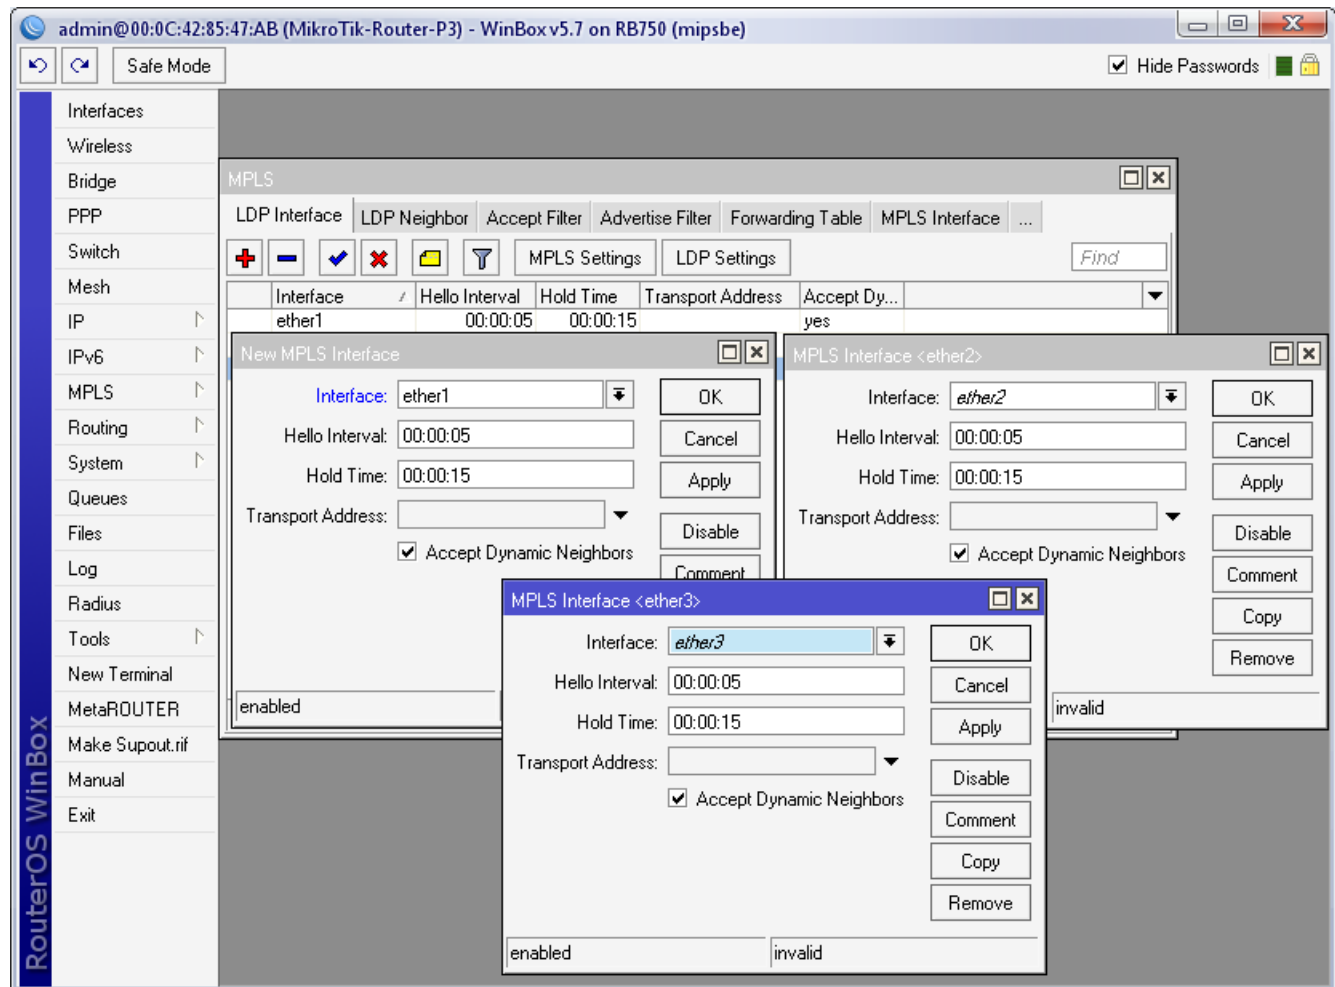 admin@00:0C:42:85:47:AB (MikroTik-Router-P3) - WinBox v5.7 on RB750 (mipsbe)
Safe Mode
Hide Passwords
RouterOS WinBox
Interfaces
Wireless
Bridge
PPP
Switch
Mesh
IP
IPv6
MPLS
Routing
System
Queues
Files
Log
Radius
Tools
New Terminal
MetaROUTER
Make Supout.rif
Manual
Exit
MPLS
LDP Interface LDP Neighbor Accept Filter Advertise Filter Forwarding Table MPLS Interface ...
MPLS Settings LDP Settings Find
Interface Hello Interval Hold Time Transport Address Accept Dy...
ether1 00:00:05 00:00:15 yes
New MPLS Interface
Interface: ether1
Hello Interval: 00:00:05
Hold Time: 00:00:15
Transport Address:
Accept Dynamic Neighbors
OK
Cancel
Apply
Disable
Comment
enabled
MPLS Interface <ether2>
Interface: ether2
Hello Interval: 00:00:05
Hold Time: 00:00:15
Transport Address:
Accept Dynamic Neighbors
OK
Cancel
Apply
Disable
Comment
Copy
Remove
invalid
MPLS Interface <ether3>
Interface: ether3
Hello Interval: 00:00:05
Hold Time: 00:00:15
Transport Address:
Accept Dynamic Neighbors
OK
Cancel
Apply
Disable
Comment
Copy
Remove
enabled
invalid